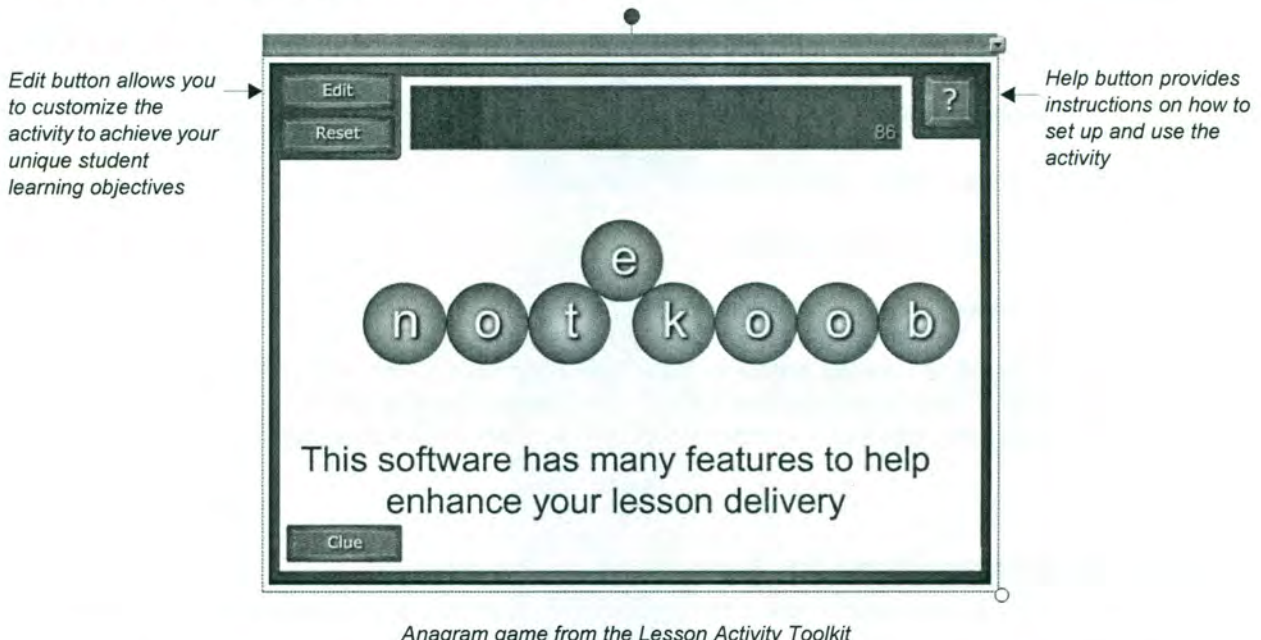 Edit button allows you
to customize the
activity to achieve your
unique student
learning objectives
Edit
Reset
86
?
Help button provides
instructions on how to
set up and use the
activity
e
n o t k o o b
This software has many features to help
enhance your lesson delivery
Clue
Anagram game from the Lesson Activity Toolkit